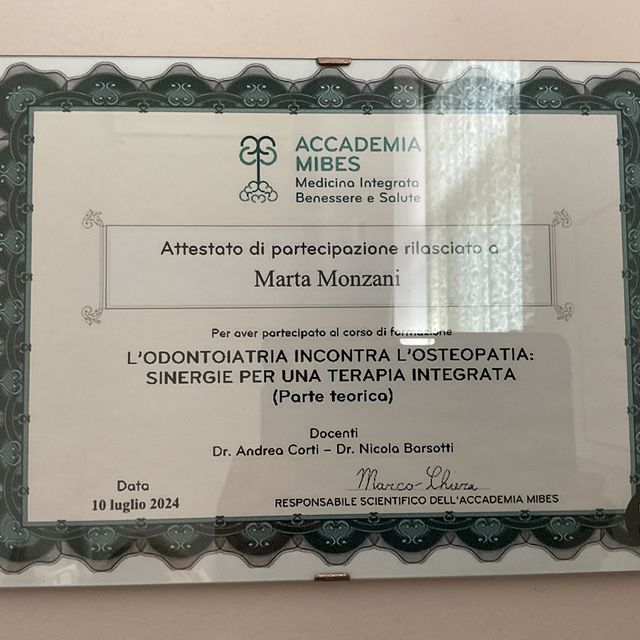 ACCADEMIA
MIBES
Medicina Integrata
Benessere e Salute
Attestato di partecipazione rilasciato a
Marta Monzani
Per aver partecipato al corso di formazione
L'ODONTOIATRIA INCONTRA L'OSTEOPATIA:
SINERGIE PER UNA TERAPIA INTEGRATA
(Parte teorica)
Docenti
Dr. Andrea Corti – Dr. Nicola Barsotti
Data
10 luglio 2024
Marco Chiera
RESPONSABILE SCIENTIFICO DELL'ACCADEMIA MIBES